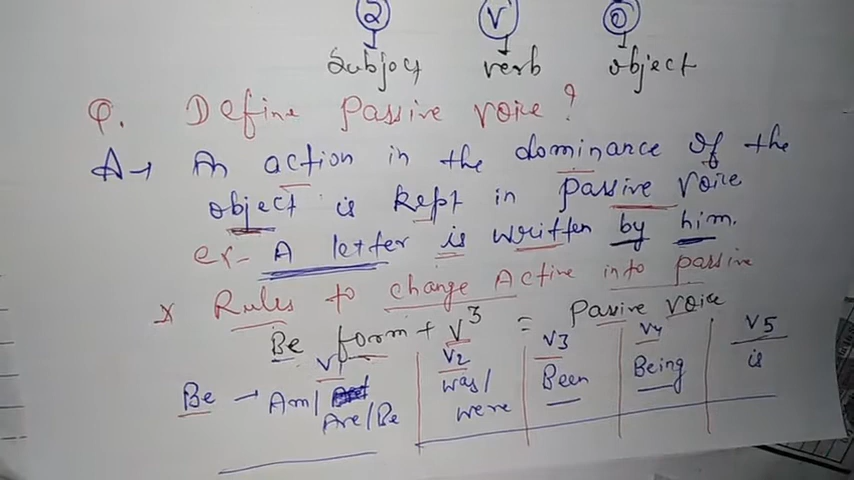 2 V O
Subject verb object
Q. Define Passive voice?
A→ An action in the dominance of the
object is kept in passive voice
ex- A letter is written by him.
* Rules to change Active into passive
Be form + V3 = Passive voice
V1 V2 V3 V4 V5
Be → Am/ was/ Been Being is
Are/Be were